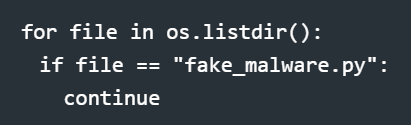 for file in os.listdir():
if file == "fake_malware.py":
continue